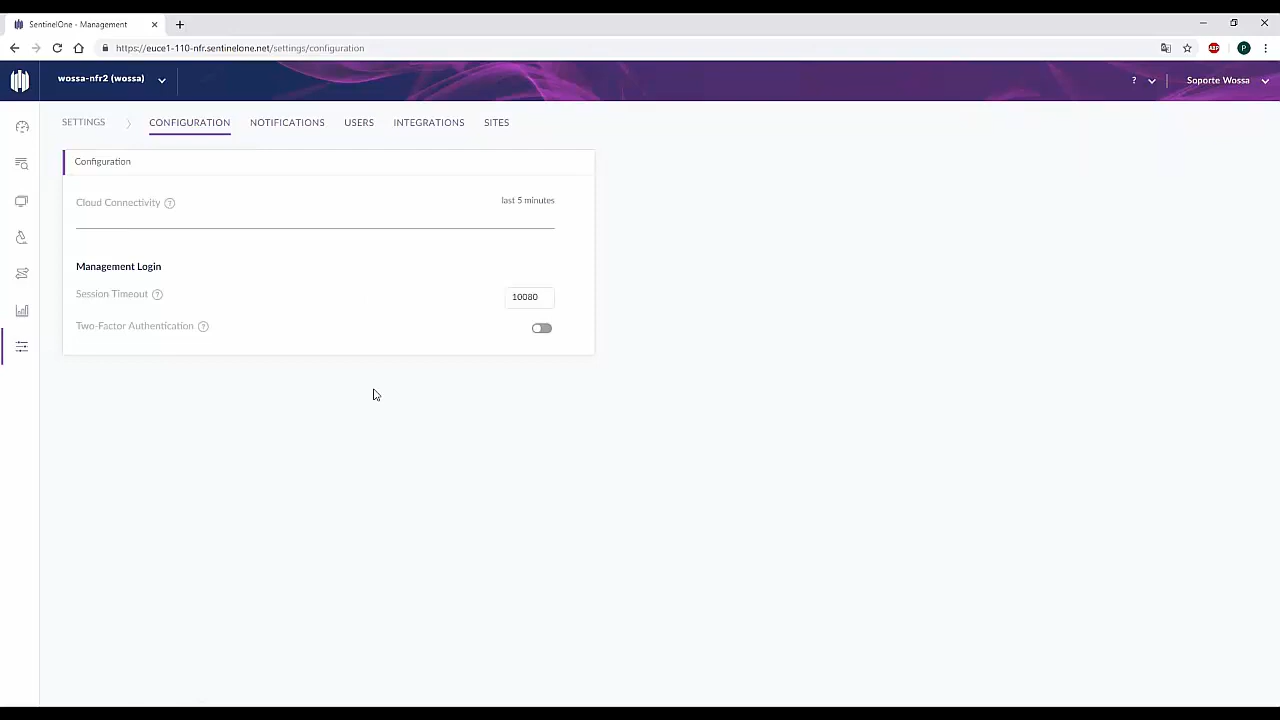 SentinelOne - Management
https://euce1-110-nfr.sentinelone.net/settings/configuration
ABP
P
wossa-nfr2 (wossa)
?
Soporte Wossa
SETTINGS
CONFIGURATION
NOTIFICATIONS
USERS
INTEGRATIONS
SITES
Configuration
Cloud Connectivity ?
last 5 minutes
Management Login
Session Timeout ?
10080
Two-Factor Authentication ?